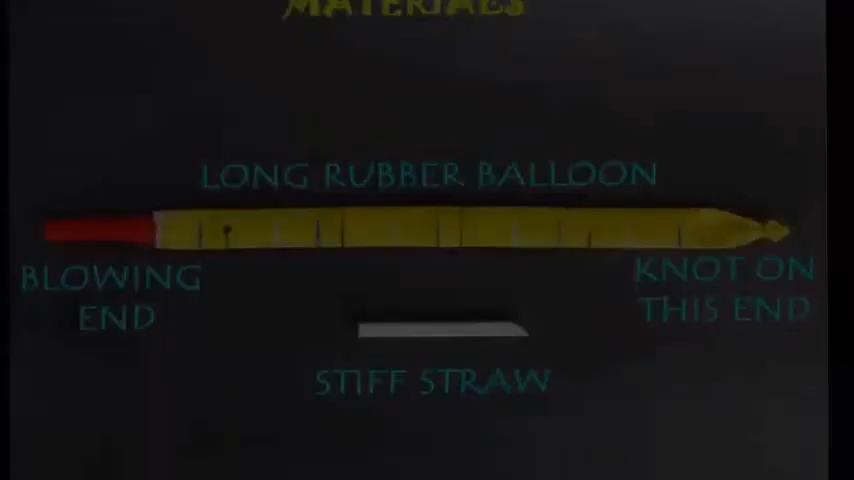 MATERIALS
LONG RUBBER BALLOON
BLOWING
END
KNOT ON
THIS END
STIFF STRAW